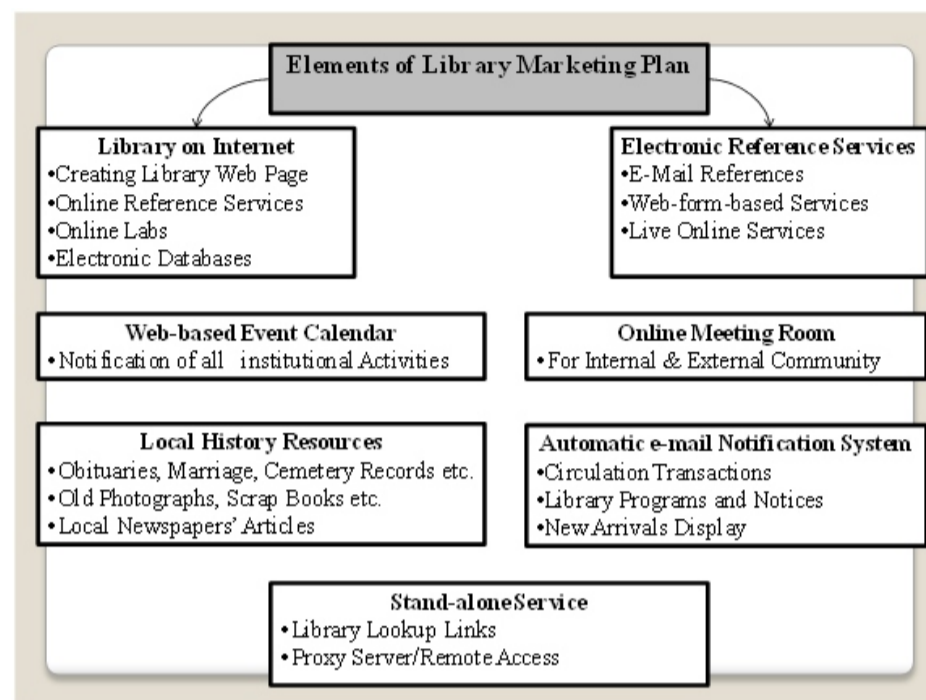 Elements of Library Marketing Plan
Library on Internet
•Creating Library Web Page
•Online Reference Services
•Online Labs
•Electronic Databases
Electronic Reference Services
•E-Mail References
•Web-form-based Services
•Live Online Services
Web-based Event Calendar
• Notification of all institutional Activities
Online Meeting Room
• For Internal & External Community
Local History Resources
•Obituaries, Marriage, Cemetery Records etc.
•Old Photographs, Scrap Books etc.
•Local Newspapers' Articles
Automatic e-mail Notification System
•Circulation Transactions
•Library Programs and Notices
•New Arrivals Display
Stand-alone Service
•Library Lookup Links
•Proxy Server/Remote Access